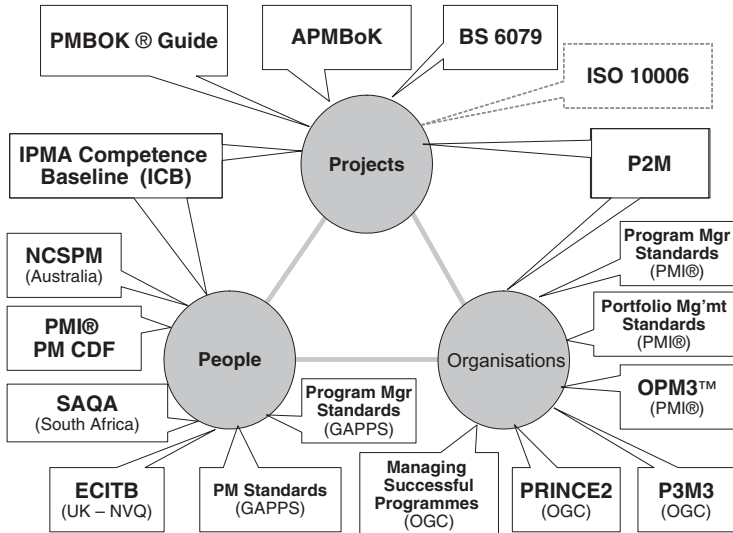 PMBOK ® Guide
APMBoK
BS 6079
ISO 10006
IPMA Competence
Baseline (ICB)
Projects
P2M
NCSPM
(Australia)
Program Mgr
Standards
(PMI®)
PMI®
PM CDF
Portfolio Mg'mt
Standards
(PMI®)
People
Organisations
SAQA
(South Africa)
Program Mgr
Standards
(GAPPS)
OPM3™
(PMI®)
ECITB
(UK – NVQ)
PM Standards
(GAPPS)
Managing
Successful
Programmes
(OGC)
PRINCE2
(OGC)
P3M3
(OGC)